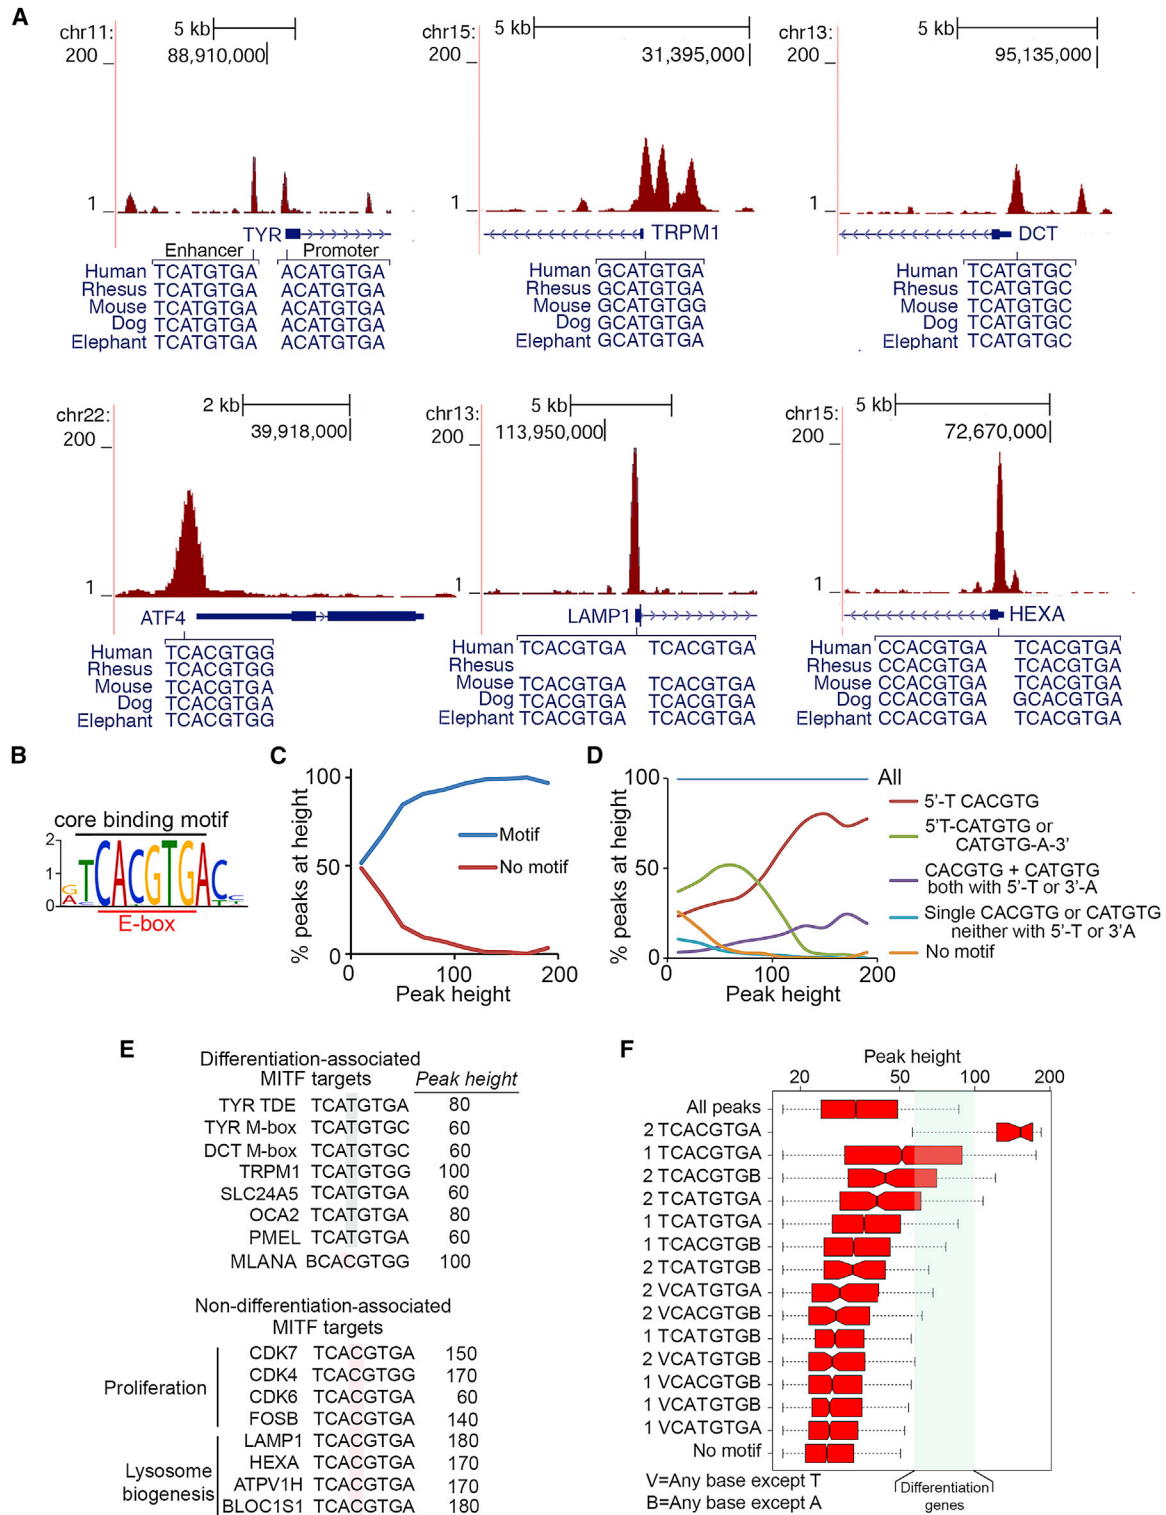 A
chr11:
5 kb
88,910,000
200
1
TYR
Enhancer
Promoter
Human TCATGTGA ACATGTGA
Rhesus TCATGTGA ACATGTGA
Mouse TCATGTGA ACATGTGA
Dog TCATGTGA ACATGTGA
Elephant TCATGTGA ACATGTGA
chr15:
5 kb
31,395,000
200
1
TRPM1
Human GCATGTGA
Rhesus GCATGTGA
Mouse GCATGTGG
Dog GCATGTGA
Elephant GCATGTGA
chr13:
5 kb
95,135,000
200
1
DCT
Human TCATGTGC
Rhesus TCATGTGC
Mouse TCATGTGC
Dog TCATGTGC
Elephant TCATGTGC
chr22:
2 kb
39,918,000
200
1
ATF4
Human TCACGTGG
Rhesus TCACGTGG
Mouse TCACGTGA
Dog TCACGTGA
Elephant TCACGTGG
chr13:
5 kb
113,950,000
200
1
LAMP1
Human TCACGTGA TCACGTGA
Rhesus
Mouse TCACGTGA TCACGTGA
Dog TCACGTGA TCACGTGA
Elephant TCACGTGA TCACGTGA
chr15:
5 kb
72,670,000
200
1
HEXA
Human CCACGTGA TCACGTGA
Rhesus CCACGTGA TCACGTGA
Mouse CCACGTGA TCACGTGA
Dog CCACGTGA GCACGTGA
Elephant CCACGTGA TCACGTGA
B
core binding motif
2
1
0
TCACGTGAC
E-box
C
% peaks at height
100
50
0
0 100 200
Peak height
Motif
No motif
D
% peaks at height
100
50
0
0 100 200
Peak height
All
5'-T CACGTG
5'T-CATGTG or
CATGTG-A-3'
CACGTG + CATGTG
both with 5'-T or 3'-A
Single CACGTG or CATGTG
neither with 5'-T or 3'A
No motif
E
Differentiation-associated
MITF targets Peak height
TYR TDE TCATGTGA 80
TYR M-box TCATGTGC 60
DCT M-box TCATGTGC 60
TRPM1 TCATGTGG 100
SLC24A5 TCATGTGA 60
OCA2 TCATGTGA 80
PMEL TCATGTGA 60
MLANA BCACGTGG 100
Non-differentiation-associated
MITF targets
Proliferation
CDK7 TCACGTGA 150
CDK4 TCACGTGG 170
CDK6 TCACGTGA 60
FOSB TCACGTGA 140
Lysosome
biogenesis
LAMP1 TCACGTGA 180
HEXA TCACGTGA 170
ATPV1H TCACGTGA 170
BLOC1S1 TCACGTGA 180
F
Peak height
20 50 100 200
All peaks
2 TCACGTGA
1 TCACGTGA
2 TCACGTGB
2 TCATGTGA
1 TCATGTGA
1 TCACGTGB
2 TCATGTGB
2 VCATGTGA
2 VCACGTGB
1 TCATGTGB
2 VCATGTGB
1 VCACGTGB
1 VCATGTGB
1 VCATGTGA
No motif
V=Any base except T
B=Any base except A
Differentiation
genes